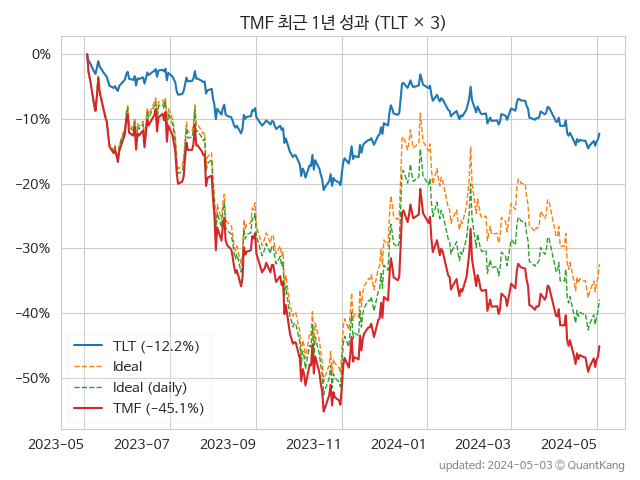 TMF 최근 1년 성과 (TLT × 3)
0%
−10%
−20%
−30%
−40%
−50%
TLT (−12.2%)
Ideal
Ideal (daily)
TMF (−45.1%)
2023-05
2023-07
2023-09
2023-11
2024-01
2024-03
2024-05
updated: 2024-05-03 ⓒ QuantKang